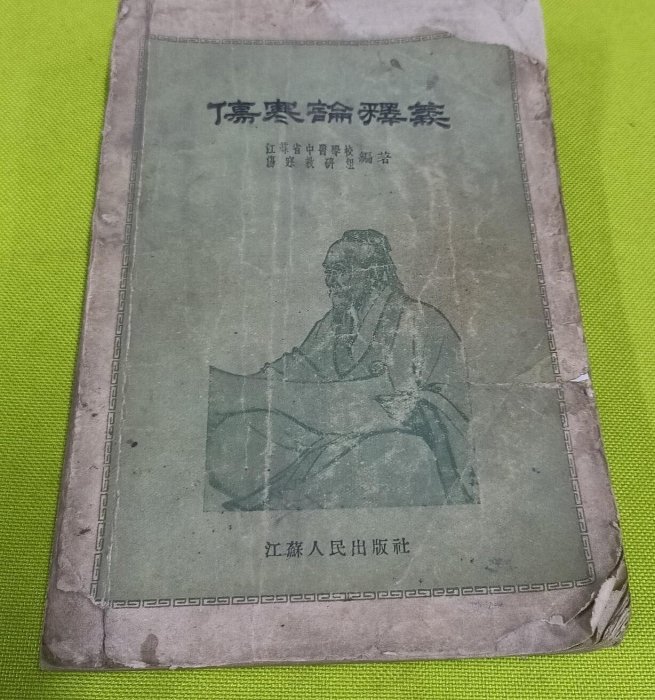 傷寒論釋義
江蘇省中醫學校
傷寒教研組 編著
江蘇人民出版社